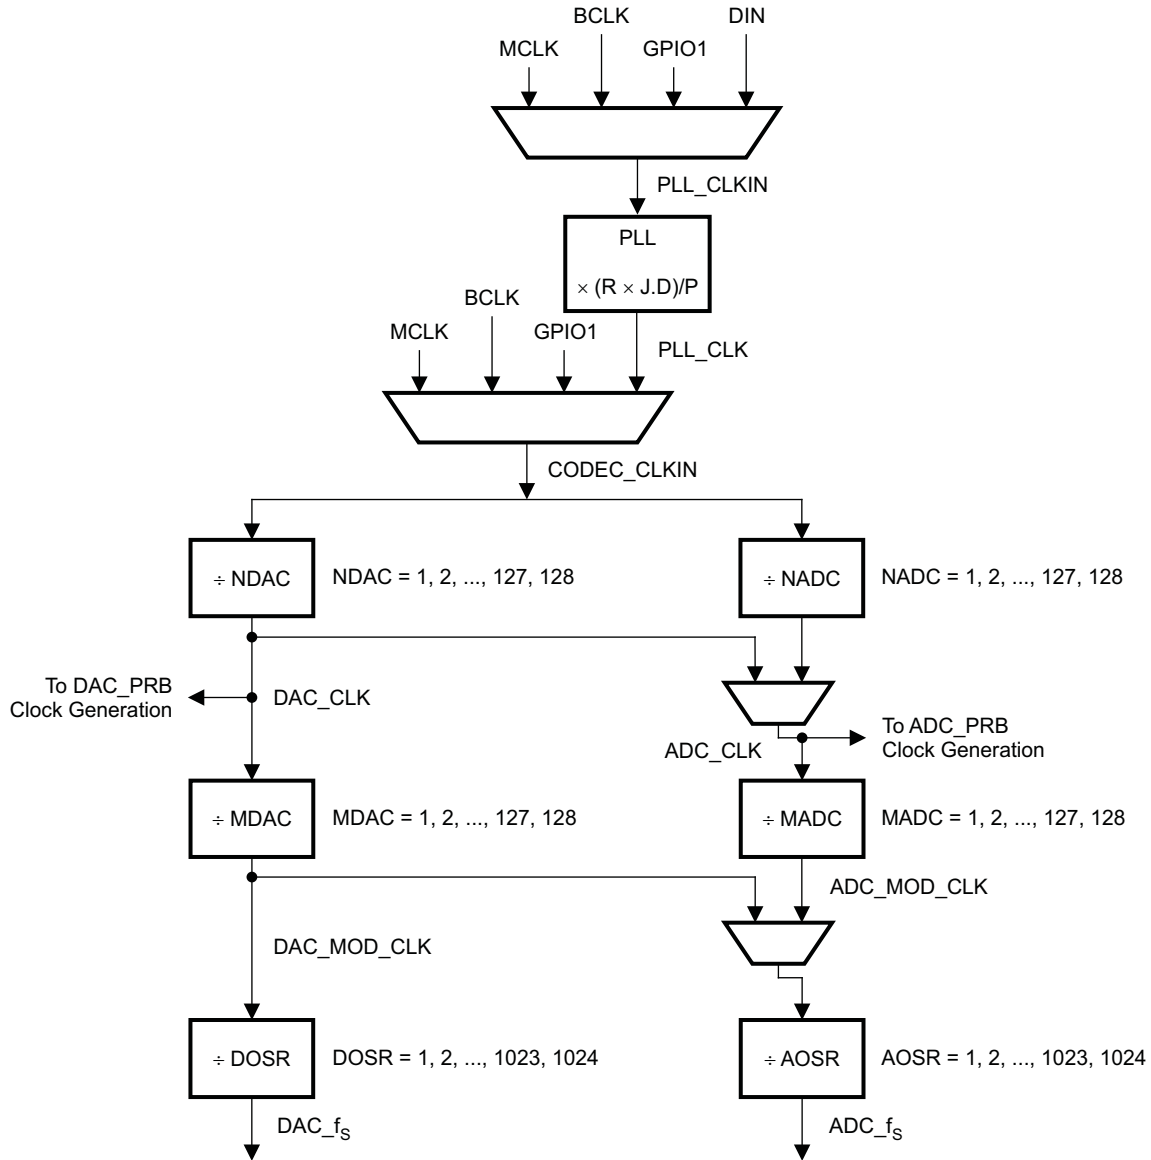 BCLK
DIN
MCLK
GPIO1
PLL_CLKIN
PLL
× (R × J.D)/P
BCLK
MCLK
GPIO1
PLL_CLK
CODEC_CLKIN
÷ NDAC
NDAC = 1, 2, ..., 127, 128
÷ NADC
NADC = 1, 2, ..., 127, 128
To DAC_PRB
Clock Generation
DAC_CLK
ADC_CLK
To ADC_PRB
Clock Generation
÷ MDAC
MDAC = 1, 2, ..., 127, 128
÷ MADC
MADC = 1, 2, ..., 127, 128
ADC_MOD_CLK
DAC_MOD_CLK
÷ DOSR
DOSR = 1, 2, ..., 1023, 1024
÷ AOSR
AOSR = 1, 2, ..., 1023, 1024
DAC_fS
ADC_fS